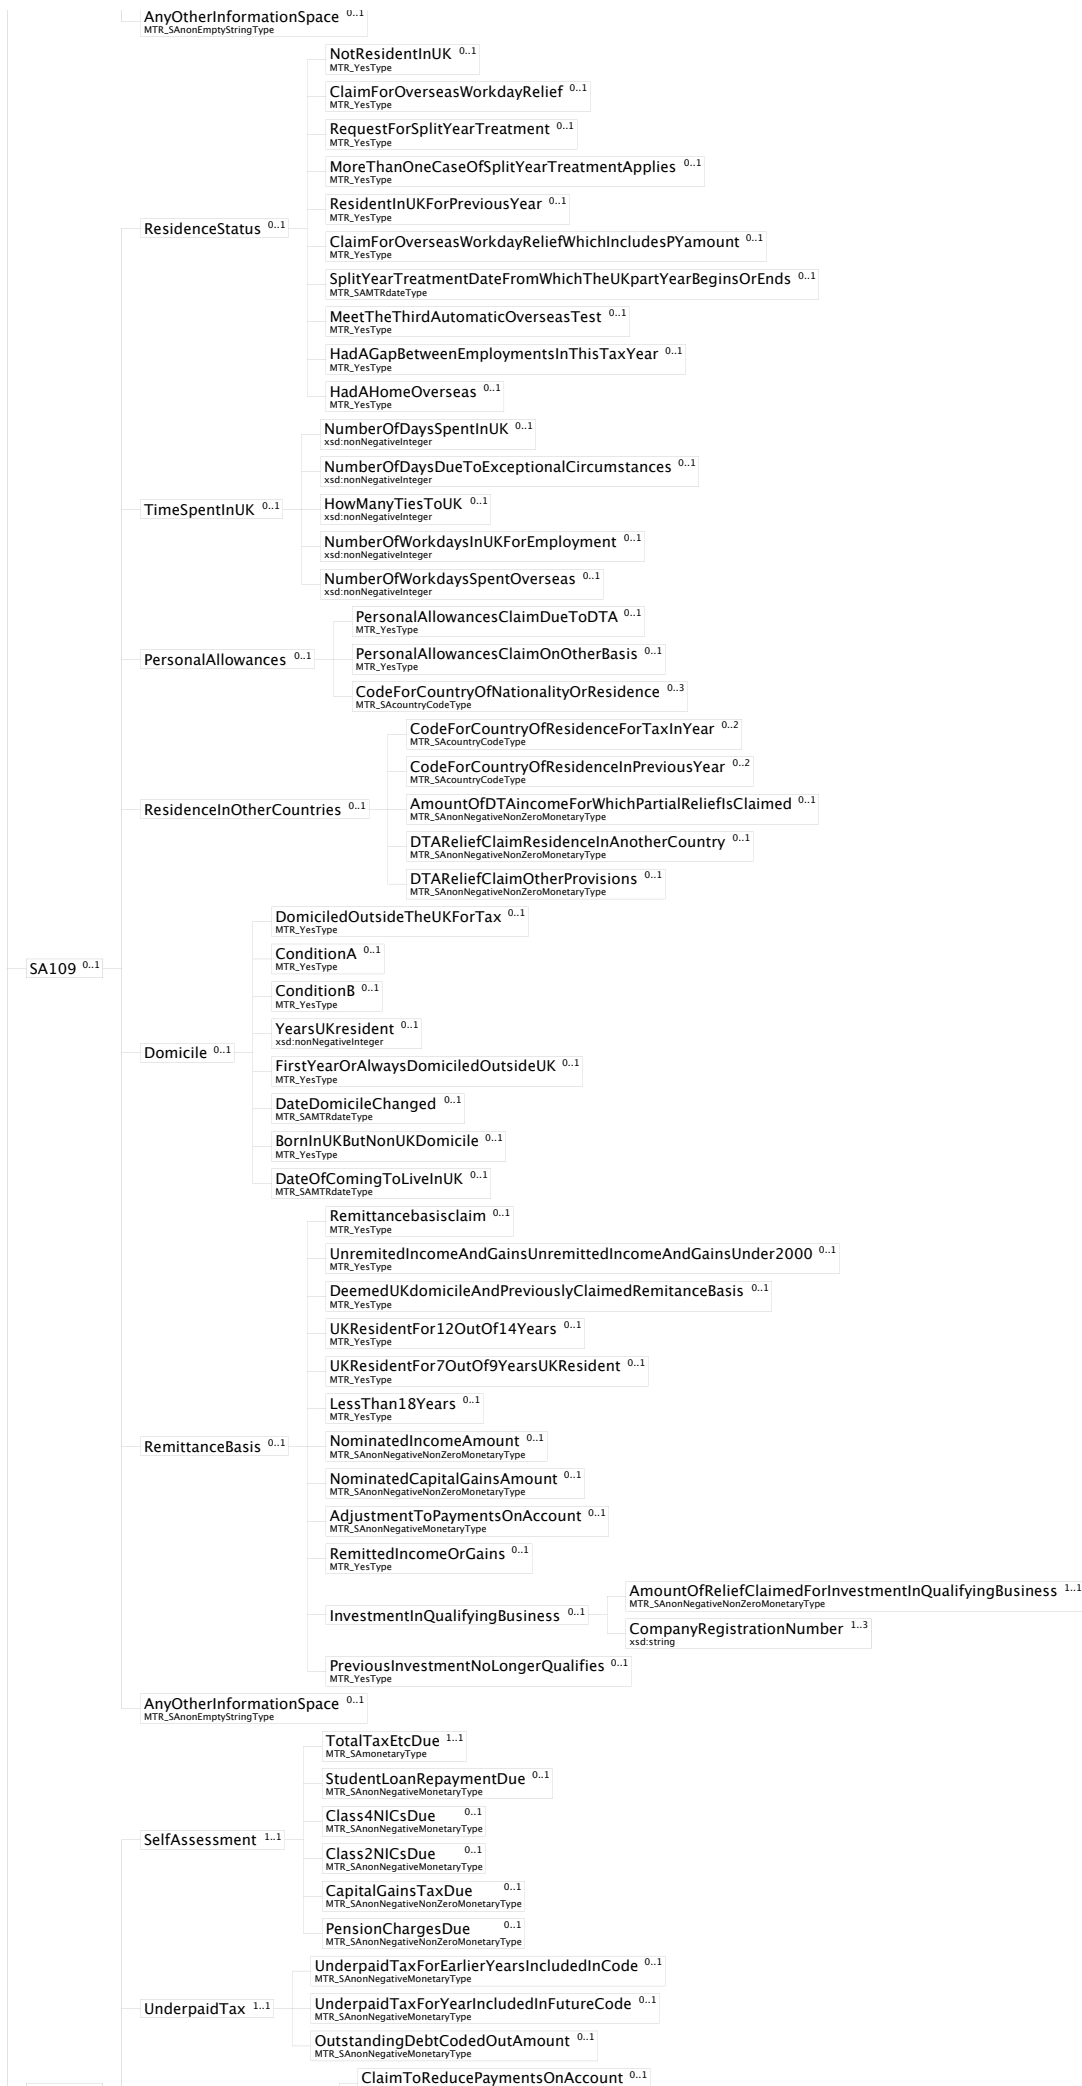 AnyOtherInformationSpace 0..1
MTR_SAnonEmptyStringType
NotResidentInUK 0..1
MTR_YesType
ClaimForOverseasWorkdayRelief 0..1
MTR_YesType
RequestForSplitYearTreatment 0..1
MTR_YesType
MoreThanOneCaseOfSplitYearTreatmentApplies 0..1
MTR_YesType
ResidentInUKForPreviousYear 0..1
MTR_YesType
ResidenceStatus 0..1
ClaimForOverseasWorkdayReliefWhichIncludesPYamount 0..1
MTR_YesType
SplitYearTreatmentDateFromWhichTheUKpartYearBeginsOrEnds 0..1
MTR_SAMTRdateType
MeetTheThirdAutomaticOverseasTest 0..1
MTR_YesType
HadAGapBetweenEmploymentsInThisTaxYear 0..1
MTR_YesType
HadAHomeOverseas 0..1
MTR_YesType
NumberOfDaysSpentInUK 0..1
xsd:nonNegativeInteger
NumberOfDaysDueToExceptionalCircumstances 0..1
xsd:nonNegativeInteger
TimeSpentInUK 0..1
HowManyTiesToUK 0..1
xsd:nonNegativeInteger
NumberOfWorkdaysInUKForEmployment 0..1
xsd:nonNegativeInteger
NumberOfWorkdaysSpentOverseas 0..1
xsd:nonNegativeInteger
PersonalAllowancesClaimDueToDTA 0..1
MTR_YesType
PersonalAllowances 0..1
PersonalAllowancesClaimOnOtherBasis 0..1
MTR_YesType
CodeForCountryOfNationalityOrResidence 0..3
MTR_SAcountryCodeType
CodeForCountryOfResidenceForTaxInYear 0..2
MTR_SAcountryCodeType
CodeForCountryOfResidenceInPreviousYear 0..2
MTR_SAcountryCodeType
ResidenceInOtherCountries 0..1
AmountOfDTAincomeForWhichPartialReliefIsClaimed 0..1
MTR_SAnonNegativeNonZeroMonetaryType
DTAReliefClaimResidenceInAnotherCountry 0..1
MTR_SAnonNegativeNonZeroMonetaryType
DTAReliefClaimOtherProvisions 0..1
MTR_SAnonNegativeNonZeroMonetaryType
DomiciledOutsideTheUKForTax 0..1
MTR_YesType
SA109 0..1
ConditionA 0..1
MTR_YesType
ConditionB 0..1
MTR_YesType
YearsUKresident 0..1
xsd:nonNegativeInteger
Domicile 0..1
FirstYearOrAlwaysDomiciledOutsideUK 0..1
MTR_YesType
DateDomicileChanged 0..1
MTR_SAMTRdateType
BornInUKButNonUKDomicile 0..1
MTR_YesType
DateOfComingToLiveInUK 0..1
MTR_SAMTRdateType
Remittancebasisclaim 0..1
MTR_YesType
UnremitedIncomeAndGainsUnremittedIncomeAndGainsUnder2000 0..1
MTR_YesType
DeemedUKdomicileAndPreviouslyClaimedRemitanceBasis 0..1
MTR_YesType
UKResidentFor12OutOf14Years 0..1
MTR_YesType
UKResidentFor7OutOf9YearsUKResident 0..1
MTR_YesType
LessThan18Years 0..1
MTR_YesType
RemittanceBasis 0..1
NominatedIncomeAmount 0..1
MTR_SAnonNegativeNonZeroMonetaryType
NominatedCapitalGainsAmount 0..1
MTR_SAnonNegativeNonZeroMonetaryType
AdjustmentToPaymentsOnAccount 0..1
MTR_SAnonNegativeMonetaryType
RemittedIncomeOrGains 0..1
MTR_YesType
InvestmentInQualifyingBusiness 0..1
AmountOfReliefClaimedForInvestmentInQualifyingBusiness 1..1
MTR_SAnonNegativeNonZeroMonetaryType
CompanyRegistrationNumber 1..3
xsd:string
PreviousInvestmentNoLongerQualifies 0..1
MTR_YesType
AnyOtherInformationSpace 0..1
MTR_SAnonEmptyStringType
TotalTaxEtcDue 1..1
MTR_SAmonetaryType
StudentLoanRepaymentDue 0..1
MTR_SAnonNegativeMonetaryType
Class4NICsDue 0..1
MTR_SAnonNegativeMonetaryType
SelfAssessment 1..1
Class2NICsDue 0..1
MTR_SAnonNegativeMonetaryType
CapitalGainsTaxDue 0..1
MTR_SAnonNegativeNonZeroMonetaryType
PensionChargesDue 0..1
MTR_SAnonNegativeNonZeroMonetaryType
UnderpaidTaxForEarlierYearsIncludedInCode 0..1
MTR_SAnonNegativeMonetaryType
UnderpaidTax 1..1
UnderpaidTaxForYearIncludedInFutureCode 0..1
MTR_SAnonNegativeMonetaryType
OutstandingDebtCodedOutAmount 0..1
MTR_SAnonNegativeMonetaryType
ClaimToReducePaymentsOnAccount 0..1